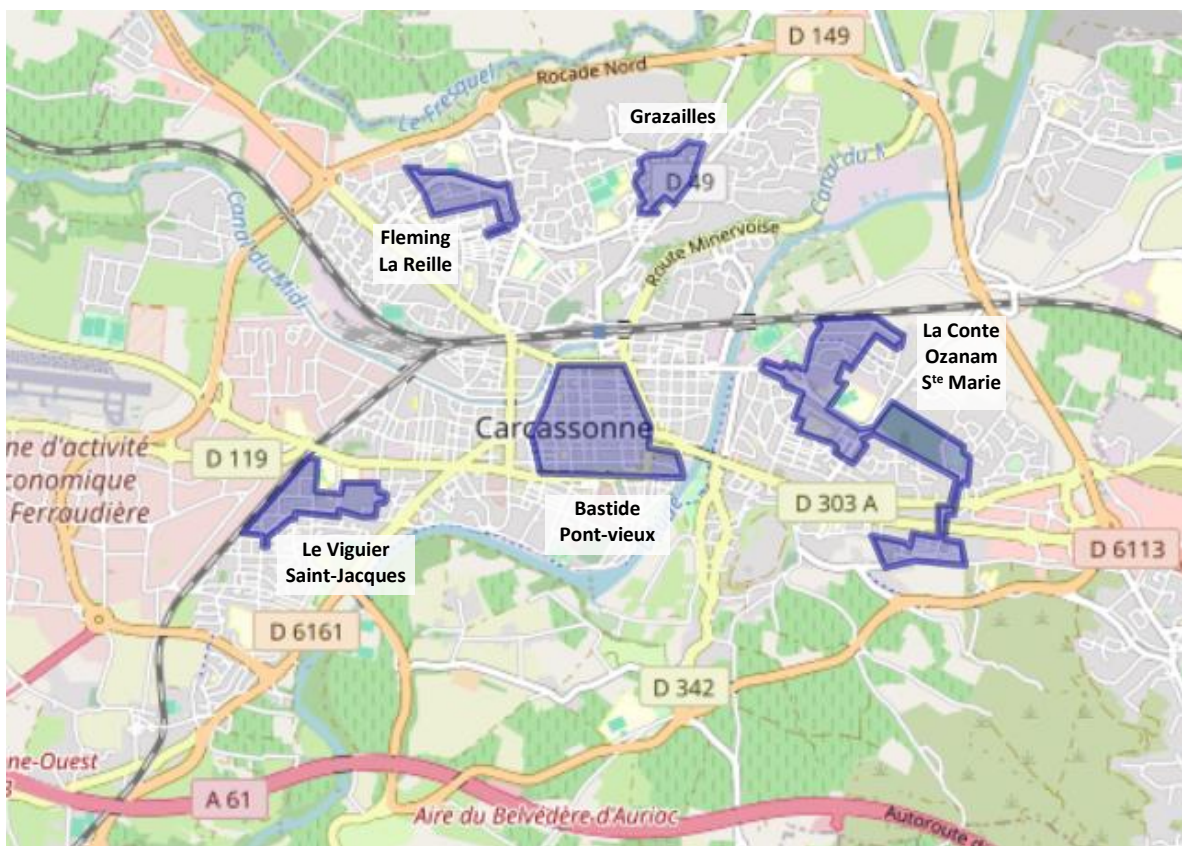 D 149
Rocade Nord
Le Fresquel
Grazailles
D 49
Canal du M
Fleming
La Reille
Route Minervoise
Canal du Midi
La Conte
Ozanam
Ste Marie
Carcassonne
ne d'activité
conomique
Ferraudière
D 119
D 303 A
Bastide
Pont-vieux
D 6113
Le Viguier
Saint-Jacques
D 6161
D 342
ne-Ouest
A 61
Aire du Belvédère d'Auriac
Autoroute d